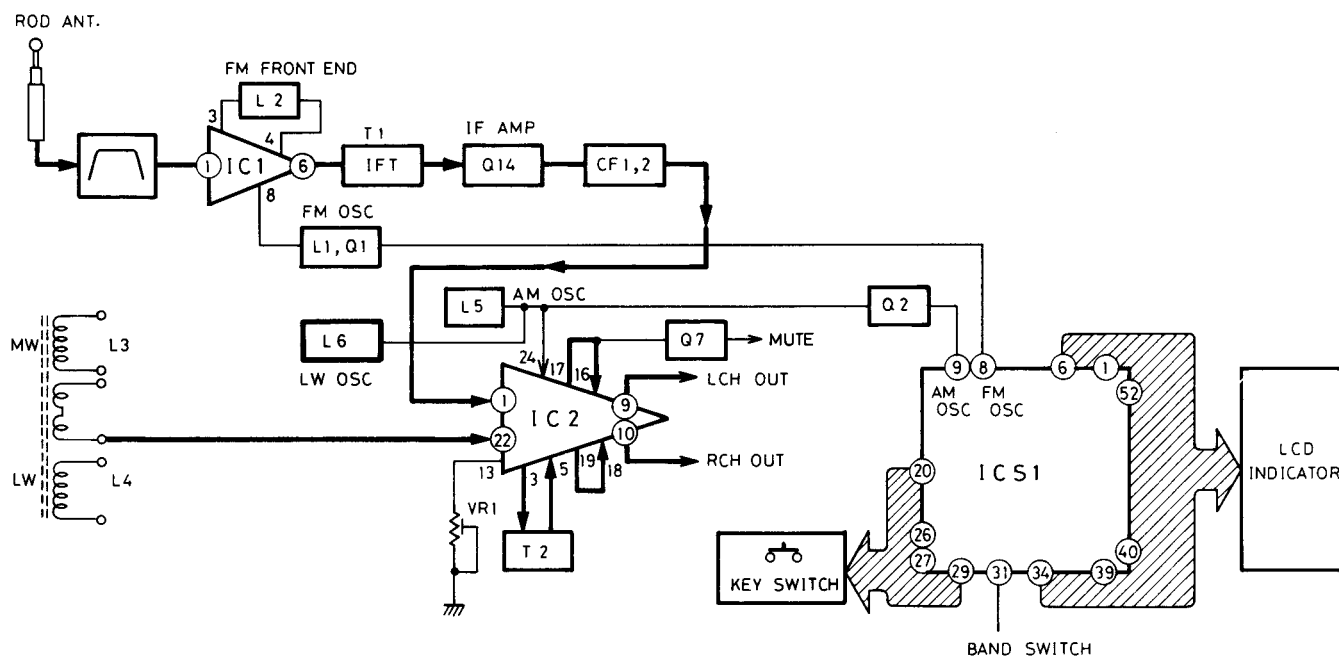 ROD ANT.
FM FRONT END
L 2
3
4
1
IC1
6
8
T1
IFT
IF AMP
Q14
CF1,2
FM OSC
L1, Q1
L5
AM OSC
Q 2
L 6
LW OSC
Q 7
MUTE
MW
L3
LW
L4
24
17
16
1
IC 2
22
9
10
LCH OUT
RCH OUT
13
3
5
19
18
VR1
T 2
9
8
6
1
52
AM
OSC
FM
OSC
ICS1
20
26
27
29
31
34
39
40
KEY SWITCH
BAND SWITCH
LCD
INDICATOR